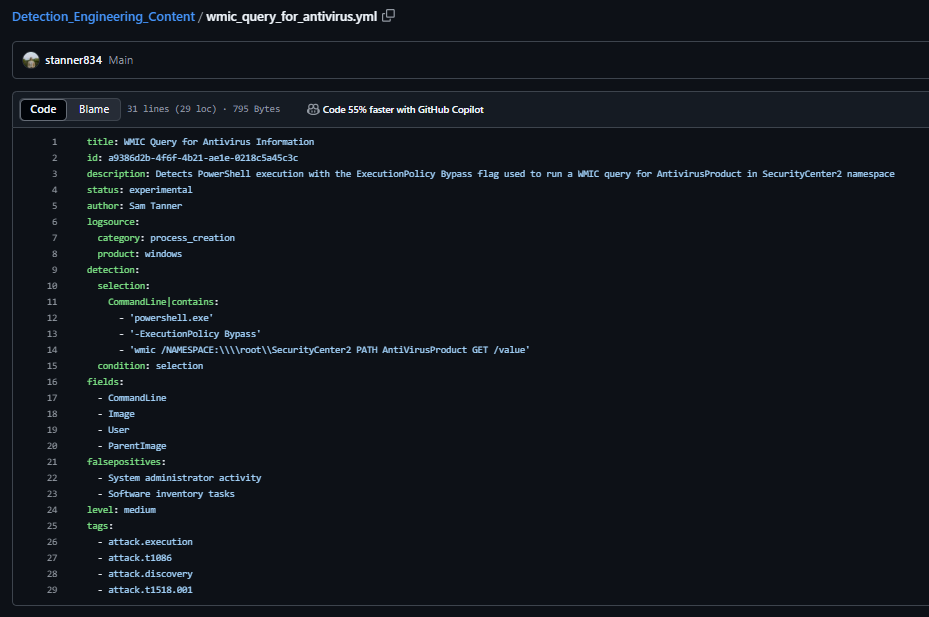 Detection_Engineering_Content / wmic_query_for_antivirus.yml
stanner834 Main
Code Blame 31 lines (29 loc) · 795 Bytes Code 55% faster with GitHub Copilot
1 title: WMIC Query for Antivirus Information
2 id: a9386d2b-4f6f-4b21-ae1e-0218c5a45c3c
3 description: Detects PowerShell execution with the ExecutionPolicy Bypass flag used to run a WMIC query for AntivirusProduct in SecurityCenter2 namespace
4 status: experimental
5 author: Sam Tanner
6 logsource:
7   category: process_creation
8   product: windows
9 detection:
10   selection:
11     CommandLine|contains:
12       - 'powershell.exe'
13       - '-ExecutionPolicy Bypass'
14       - 'wmic /NAMESPACE:\\\\root\\SecurityCenter2 PATH AntiVirusProduct GET /value'
15   condition: selection
16 fields:
17   - CommandLine
18   - Image
19   - User
20   - ParentImage
21 falsepositives:
22   - System administrator activity
23   - Software inventory tasks
24 level: medium
25 tags:
26   - attack.execution
27   - attack.t1086
28   - attack.discovery
29   - attack.t1518.001